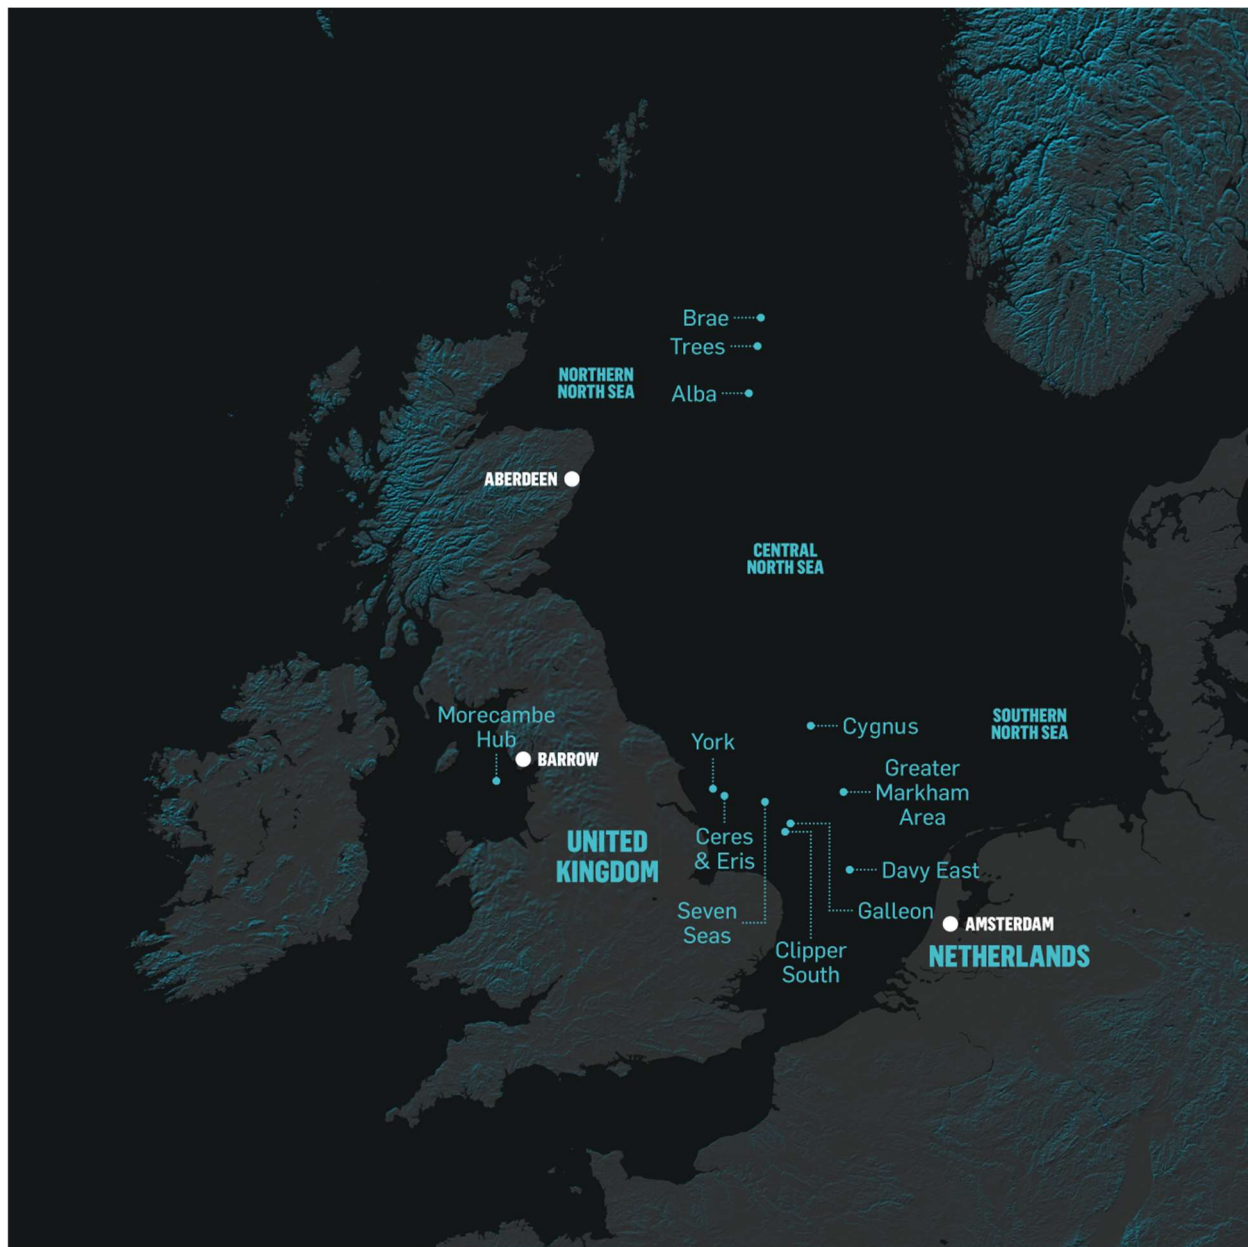 Brae
Trees
NORTHERN
NORTH SEA
Alba
ABERDEEN
CENTRAL
NORTH SEA
Morecambe
Hub
BARROW
York
Cygnus
SOUTHERN
NORTH SEA
Greater
Markham
Area
UNITED
KINGDOM
Ceres
& Eris
Davy East
Seven
Seas
Galleon
AMSTERDAM
NETHERLANDS
Clipper
South